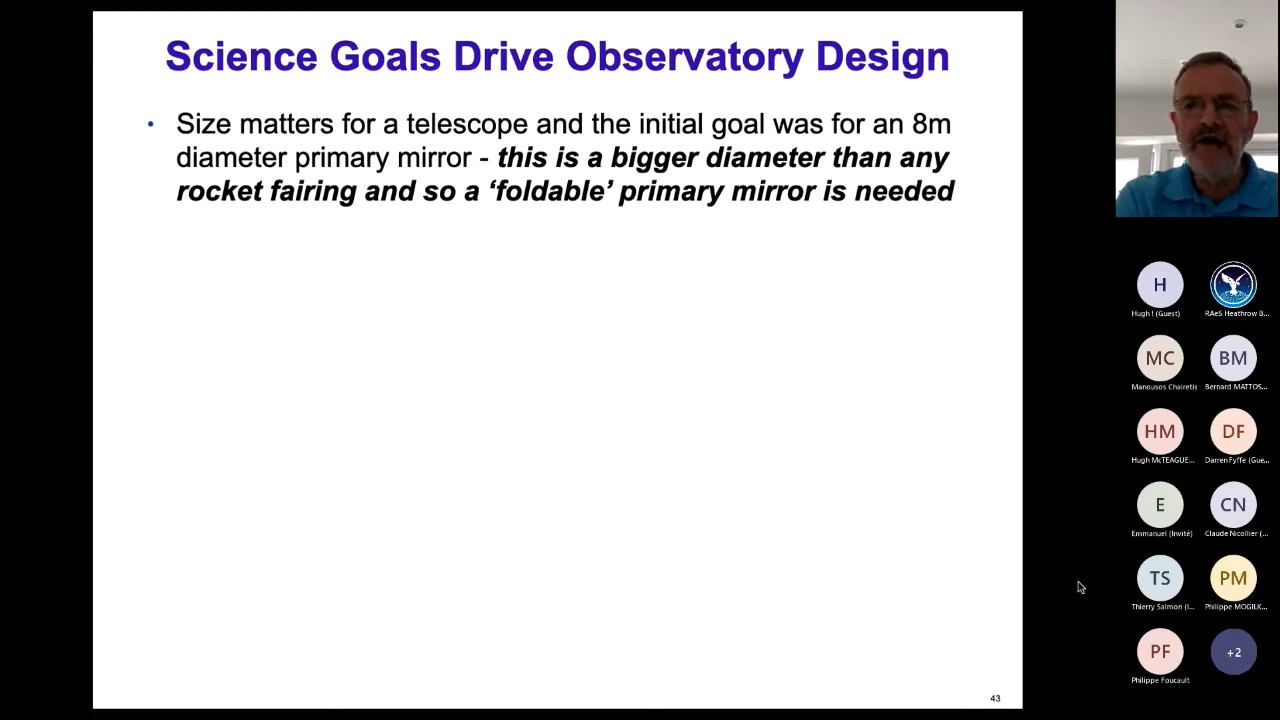 Science Goals Drive Observatory Design
• Size matters for a telescope and the initial goal was for an 8m
diameter primary mirror - this is a bigger diameter than any
rocket fairing and so a ‘foldable’ primary mirror is needed
43
H
Hugh ! (Guest)
RAeS Heathrow B...
MC
Manousos Chairetis
BM
Bernard MATTOS...
HM
Hugh McTEAGUE...
DF
Darren Fyffe (Gue...
E
Emmanuel (Invité)
CN
Claude Nicollier (...
TS
Thierry Salmon (I...
PM
Philippe MOGILK...
PF
Philippe Foucault
+2